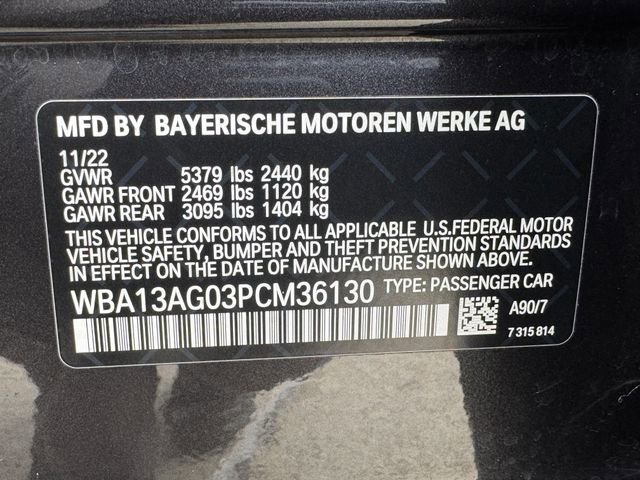 MFD BY BAYERISCHE MOTOREN WERKE AG
11/22
GVWR 5379 lbs 2440 kg
GAWR FRONT 2469 lbs 1120 kg
GAWR REAR 3095 lbs 1404 kg
THIS VEHICLE CONFORMS TO ALL APPLICABLE U.S.FEDERAL MOTOR
VEHICLE SAFETY, BUMPER AND THEFT PREVENTION STANDARDS
IN EFFECT ON THE DATE OF MANUFACTURE SHOWN ABOVE.
WBA13AG03PCM36130 TYPE: PASSENGER CAR
A90/7
7 315 814